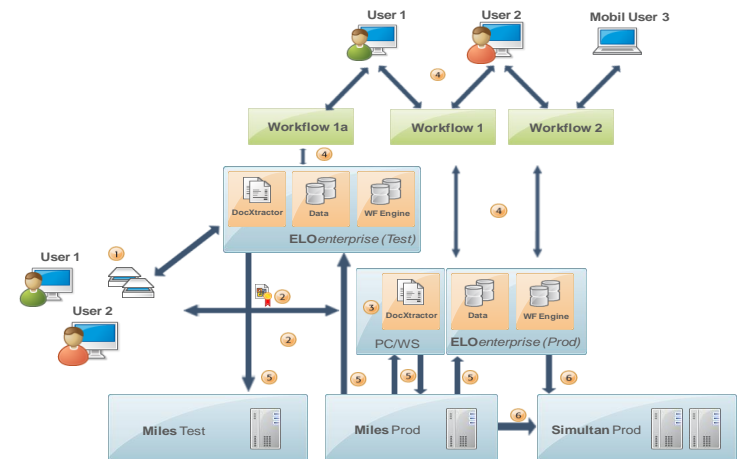 User 1
User 2
Mobil User 3
4
Workflow 1a
Workflow 1
Workflow 2
4
DocXtractor
Data
WF Engine
4
ELOenterprise (Test)
1
User 1
User 2
2
2
3
DocXtractor
Data
WF Engine
PC/WS
ELOenterprise (Prod)
5
5
5
5
6
Miles Test
Miles Prod
6
Simultan Prod